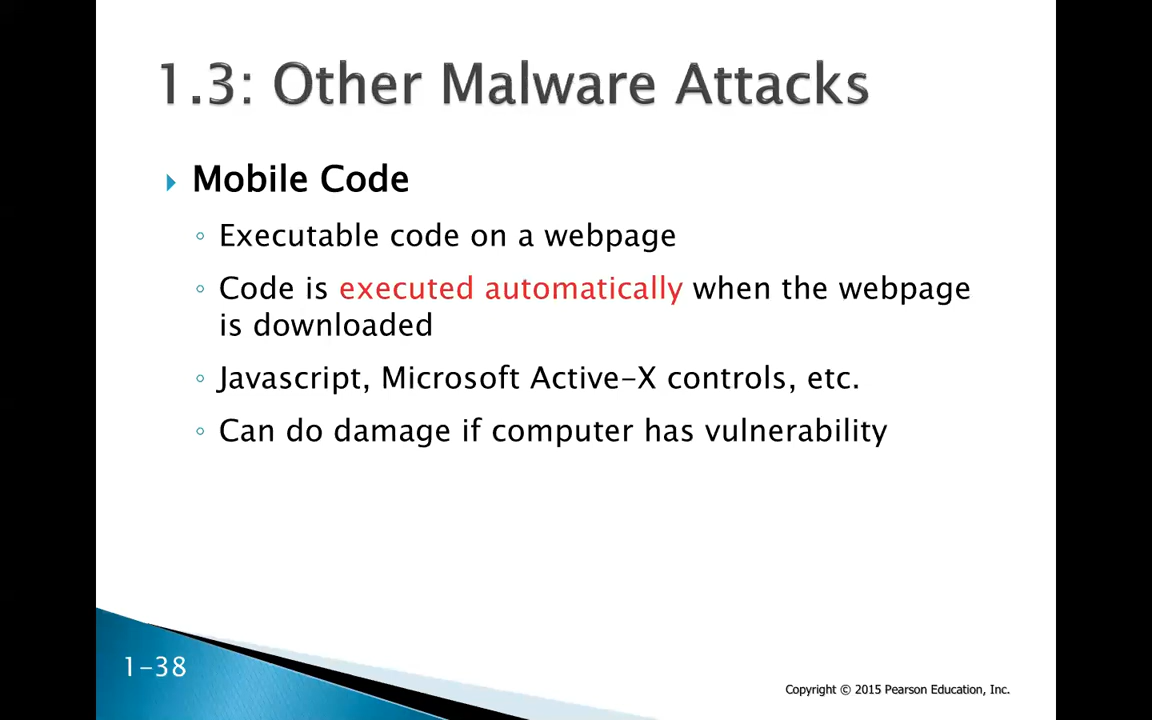 1.3: Other Malware Attacks
Mobile Code
Executable code on a webpage
Code is executed automatically when the webpage
is downloaded
Javascript, Microsoft Active-X controls, etc.
Can do damage if computer has vulnerability
1-38
Copyright © 2015 Pearson Education, Inc.